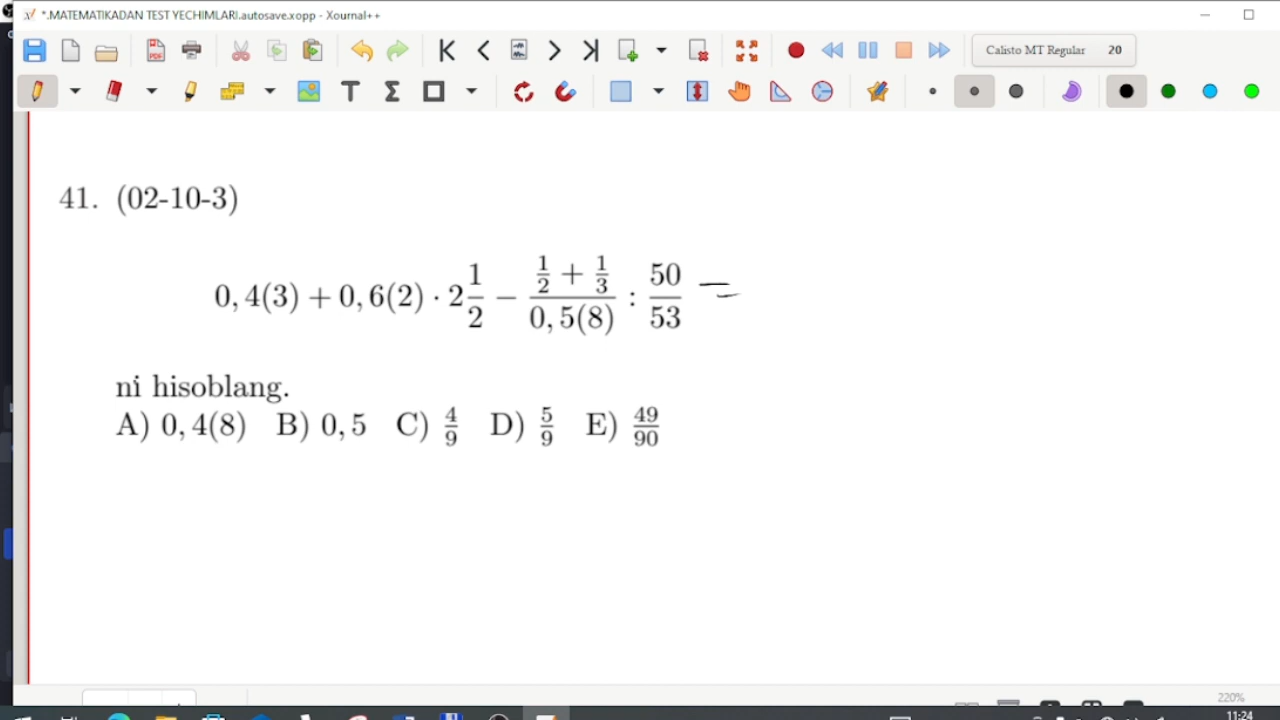 *.MATEMATIKADAN TEST YECHIMLARI.autosave.xopp - Xournal++
Calisto MT Regular 20
41. (02-10-3)
0,4(3) + 0,6(2) · 2 1/2 − (1/2 + 1/3)/0,5(8) : 50/53 =
ni hisoblang.
A) 0,4(8) B) 0,5 C) 4/9 D) 5/9 E) 49/90
220%
11:24